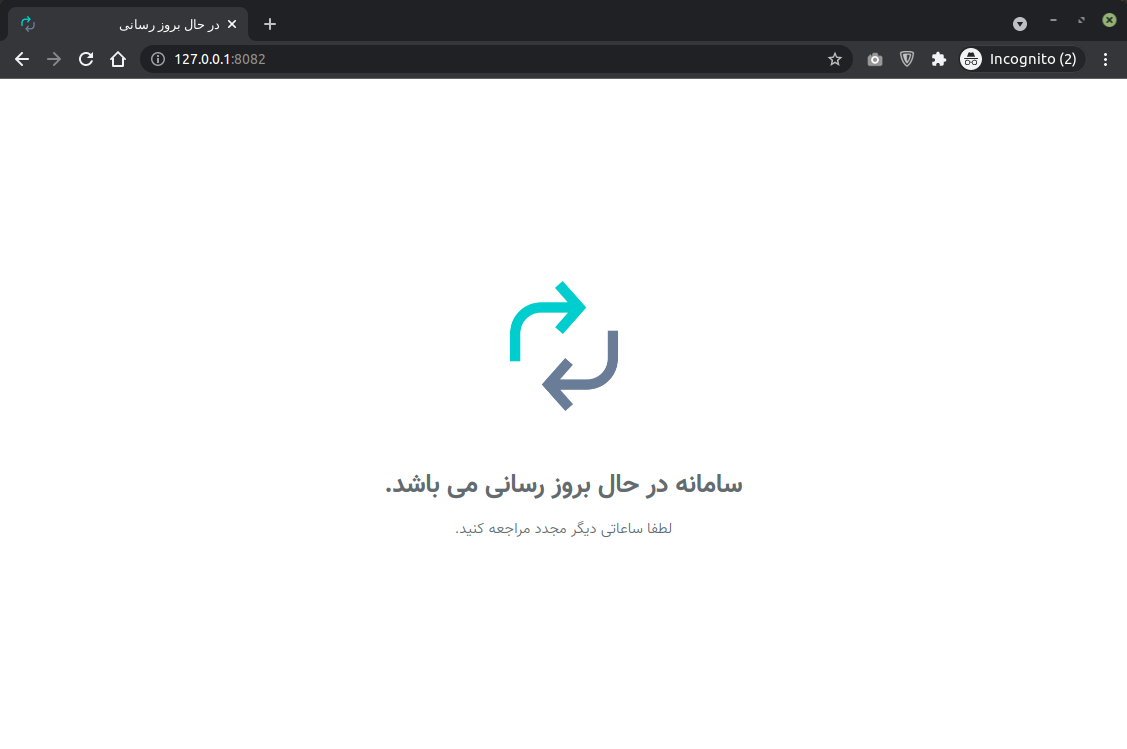 در حال بروز رسانی
127.0.0.1:8082
Incognito (2)
سامانه در حال بروز رسانی می باشد.
لطفا ساعاتی دیگر مجدد مراجعه کنید.